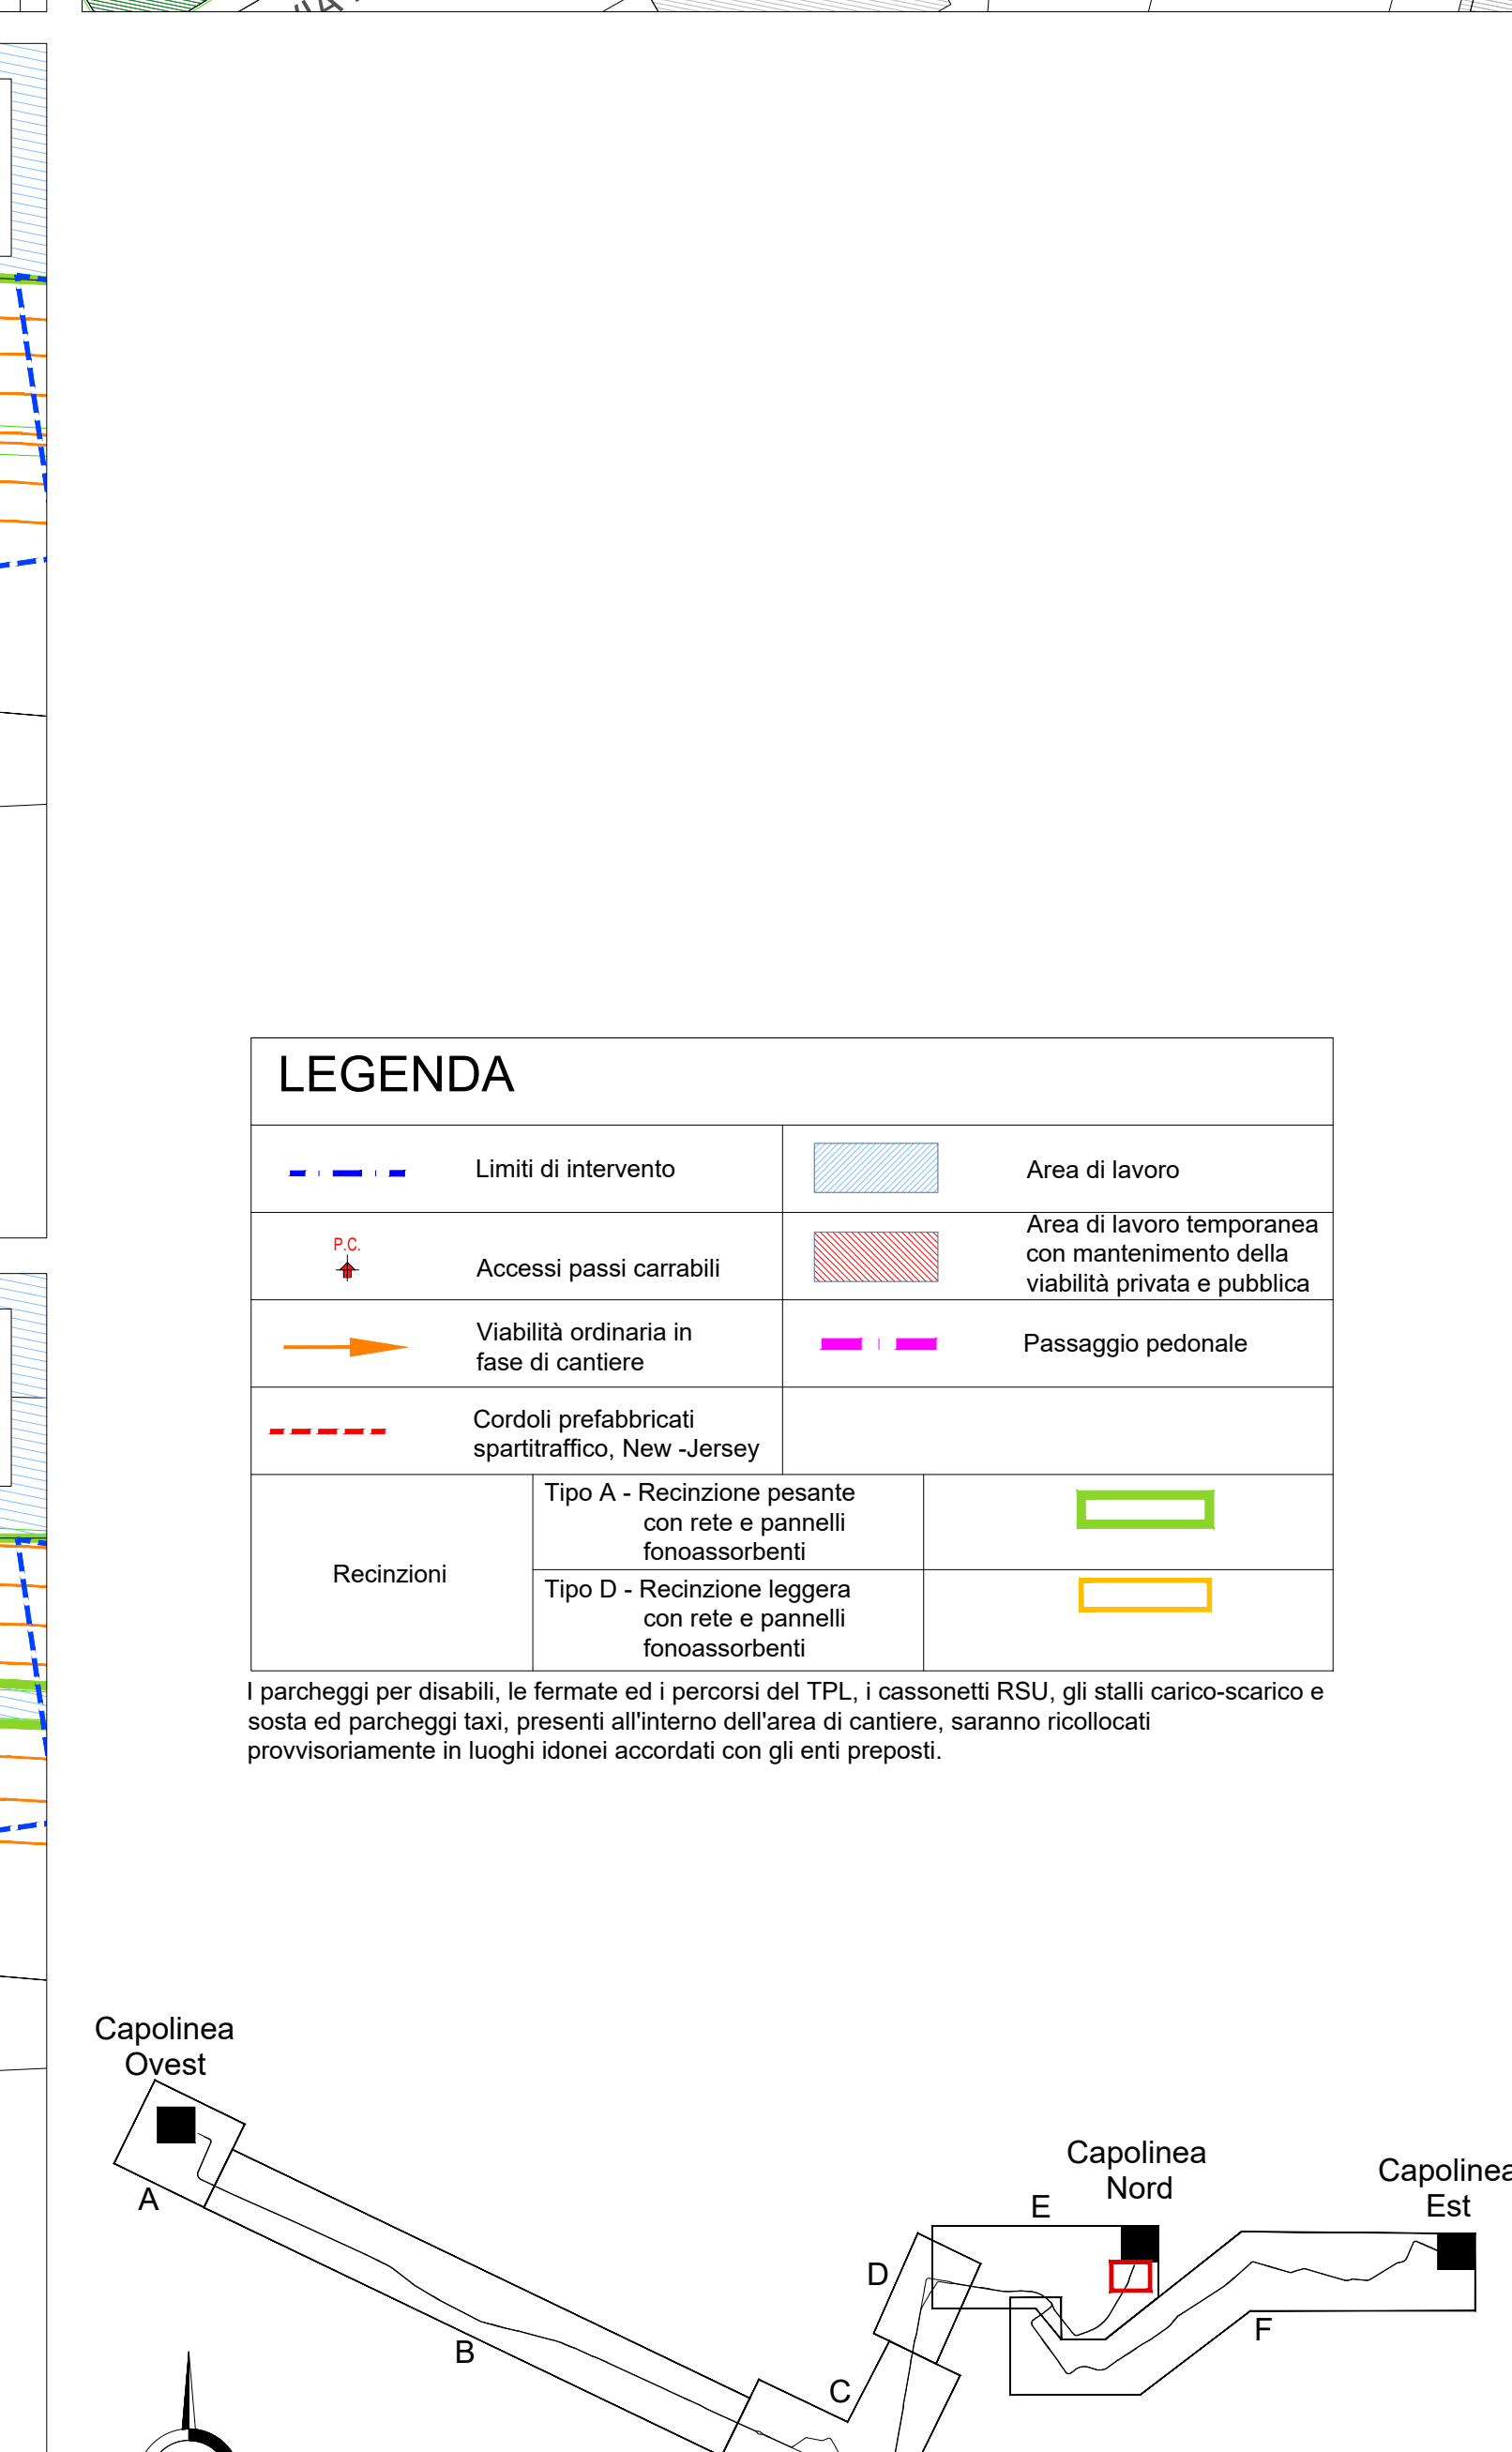 LEGENDA
Limiti di intervento
Area di lavoro
P.C.
Accessi passi carrabili
Area di lavoro temporanea
con mantenimento della
viabilità privata e pubblica
Viabilità ordinaria in
fase di cantiere
Passaggio pedonale
Cordoli prefabbricati
spartitraffico, New -Jersey
Recinzioni
Tipo A - Recinzione pesante
con rete e pannelli
fonoassorbenti
Tipo D - Recinzione leggera
con rete e pannelli
fonoassorbenti
I parcheggi per disabili, le fermate ed i percorsi del TPL, i cassonetti RSU, gli stalli carico-scarico e
sosta ed parcheggi taxi, presenti all'interno dell'area di cantiere, saranno ricollocati
provvisoriamente in luoghi idonei accordati con gli enti preposti.
Capolinea
Ovest
A
B
C
D
E
Capolinea
Nord
Capolinea
Est
F